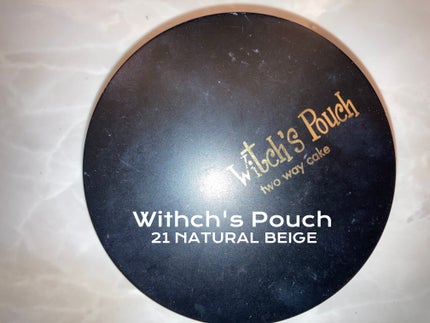 Witch's Pouch
two way cake
Withch's Pouch
21 NATURAL BEIGE